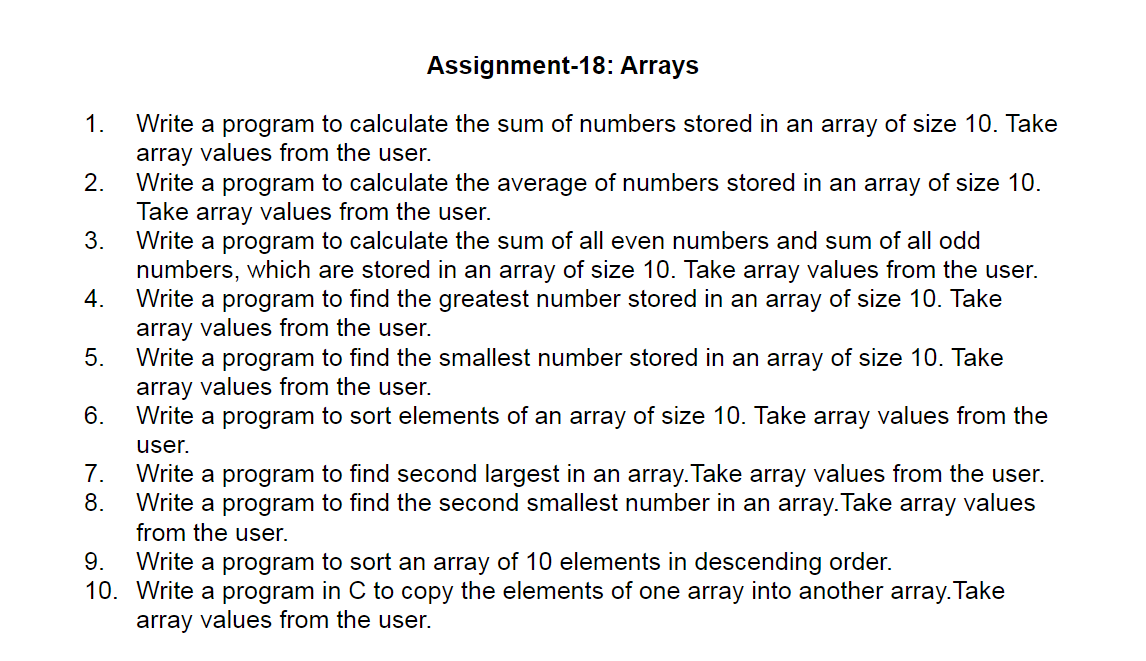 Assignment-18: Arrays
1. Write a program to calculate the sum of numbers stored in an array of size 10. Take
array values from the user.
2. Write a program to calculate the average of numbers stored in an array of size 10.
Take array values from the user.
3. Write a program to calculate the sum of all even numbers and sum of all odd
numbers, which are stored in an array of size 10. Take array values from the user.
4. Write a program to find the greatest number stored in an array of size 10. Take
array values from the user.
5. Write a program to find the smallest number stored in an array of size 10. Take
array values from the user.
6. Write a program to sort elements of an array of size 10. Take array values from the
user.
7. Write a program to find second largest in an array.Take array values from the user.
8. Write a program to find the second smallest number in an array.Take array values
from the user.
9. Write a program to sort an array of 10 elements in descending order.
10. Write a program in C to copy the elements of one array into another array.Take
array values from the user.